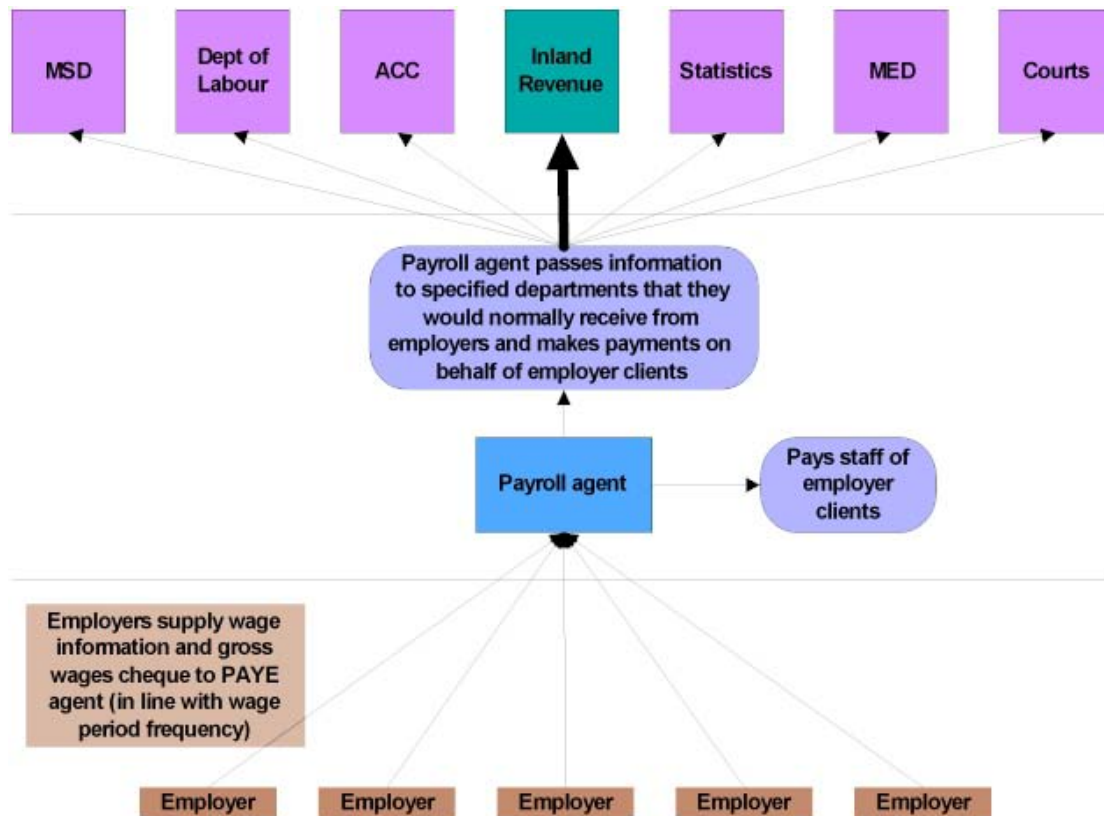 MSD
Dept of
Labour
ACC
Inland
Revenue
Statistics
MED
Courts
Payroll agent passes information
to specified departments that they
would normally receive from
employers and makes payments on
behalf of employer clients
Payroll agent
Pays staff of
employer
clients
Employers supply wage
information and gross
wages cheque to PAYE
agent (in line with wage
period frequency)
Employer
Employer
Employer
Employer
Employer